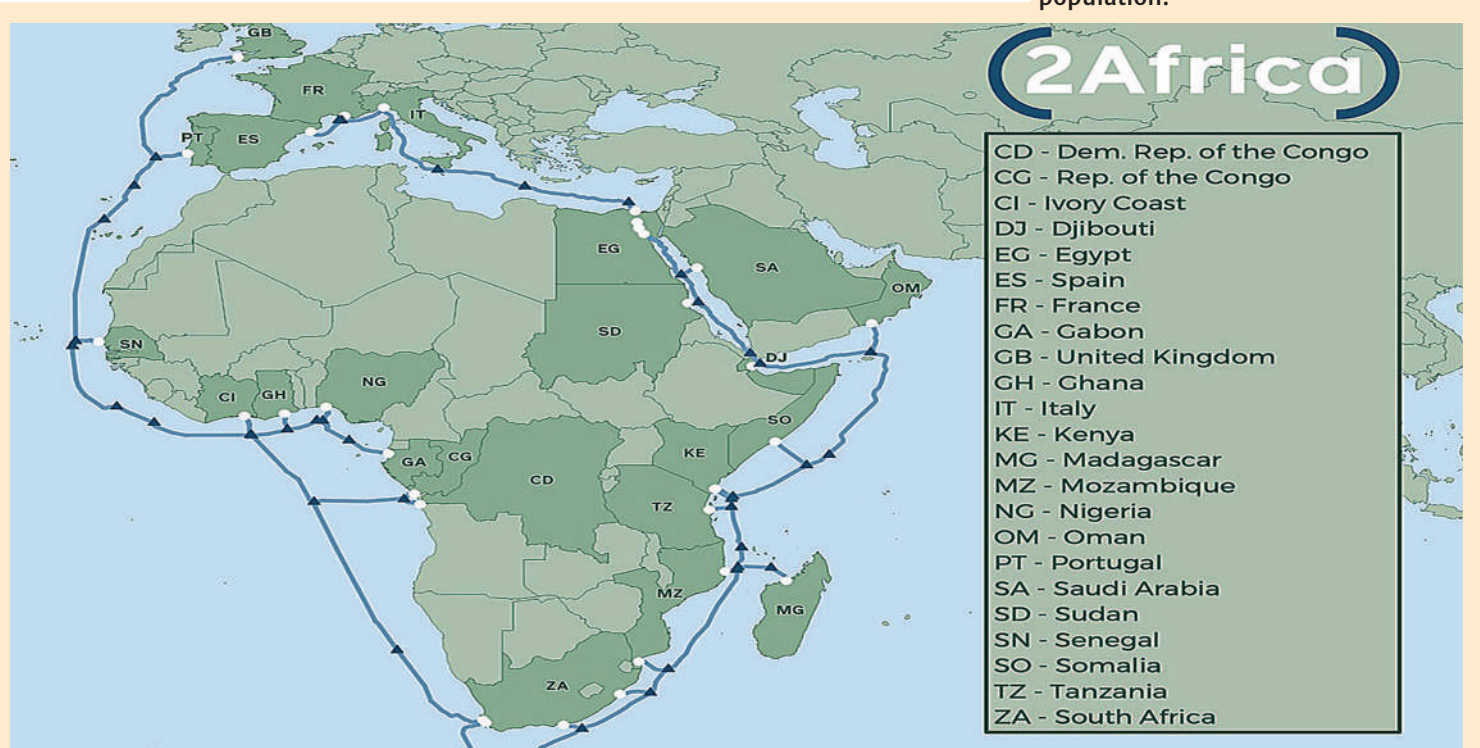 population.
(2Africa)
CD - Dem. Rep. of the Congo
CG - Rep. of the Congo
CI - Ivory Coast
DJ - Djibouti
EG - Egypt
ES - Spain
FR - France
GA - Gabon
GB - United Kingdom
GH - Ghana
IT - Italy
KE - Kenya
MG - Madagascar
MZ - Mozambique
NG - Nigeria
OM - Oman
PT - Portugal
SA - Saudi Arabia
SD - Sudan
SN - Senegal
SO - Somalia
TZ - Tanzania
ZA - South Africa
GB
FR
IT
PT
ES
EG
SA
OM
SD
SN
DJ
NG
CI
GH
SO
GA
CG
KE
CD
TZ
MZ
MG
ZA